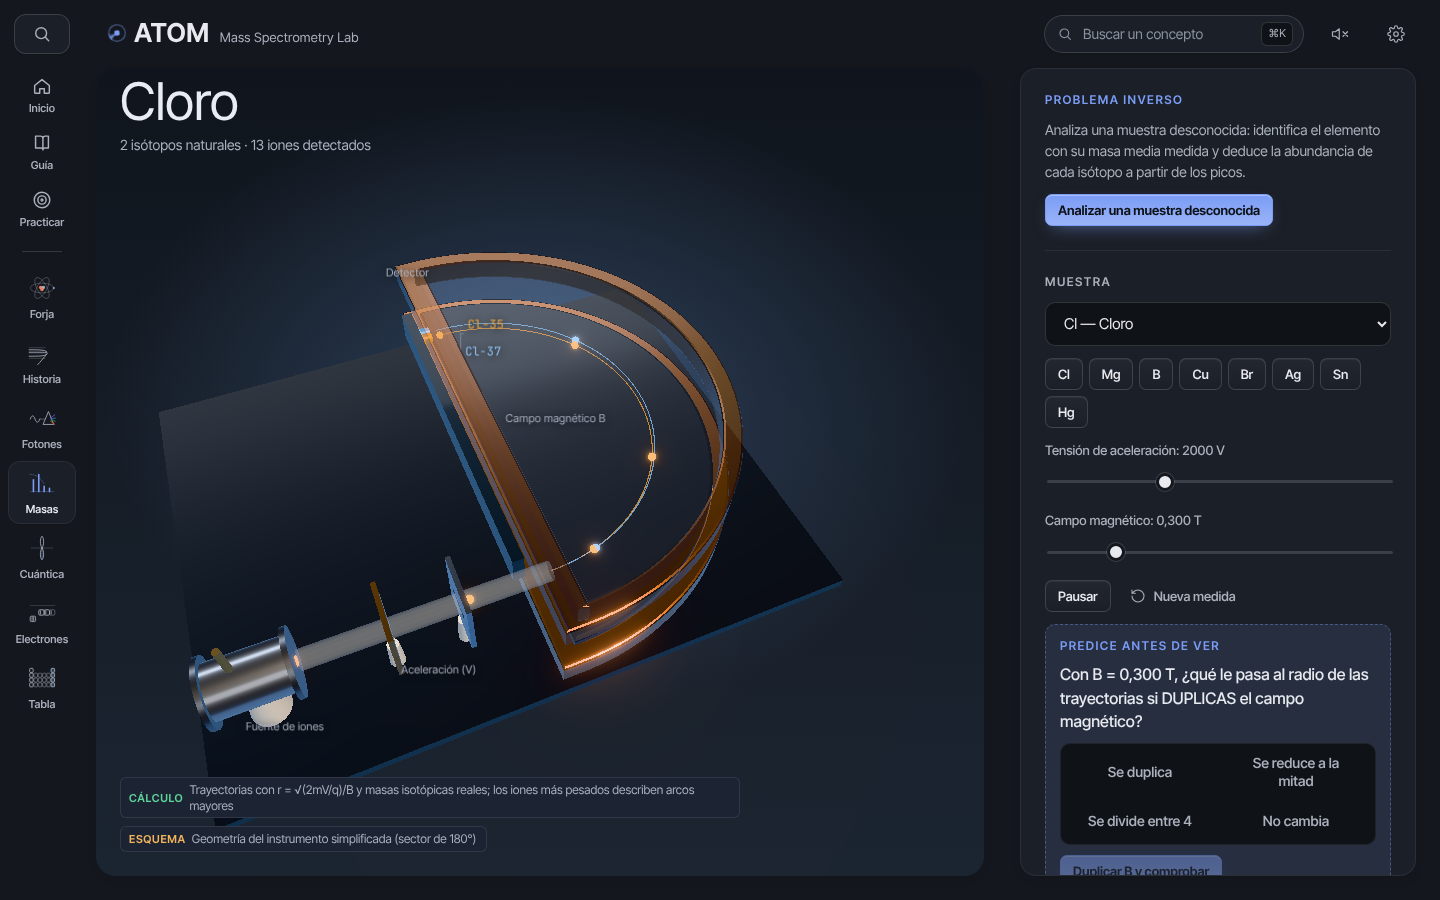 ATOM Mass Spectrometry Lab
Buscar un concepto ⌘K
Inicio
Guía
Practicar
Forja
Historia
Fotones
Masas
Cuántica
Electrones
Tabla
Cloro
2 isótopos naturales · 13 iones detectados
Detector
Cl-35
Cl-37
Campo magnético B
Aceleración (V)
Fuente de iones
CÁLCULO Trayectorias con r = √(2mV/q)/B y masas isotópicas reales; los iones más pesados describen arcos
mayores
ESQUEMA Geometría del instrumento simplificada (sector de 180°)
PROBLEMA INVERSO
Analiza una muestra desconocida: identifica el elemento
con su masa media medida y deduce la abundancia de
cada isótopo a partir de los picos.
Analizar una muestra desconocida
MUESTRA
Cl — Cloro
Cl Mg B Cu Br Ag Sn
Hg
Tensión de aceleración: 2000 V
Campo magnético: 0,300 T
Pausar Nueva medida
PREDICE ANTES DE VER
Con B = 0,300 T, ¿qué le pasa al radio de las
trayectorias si DUPLICAS el campo
magnético?
Se duplica
Se reduce a la
mitad
Se divide entre 4
No cambia
Duplicar B y comprobar